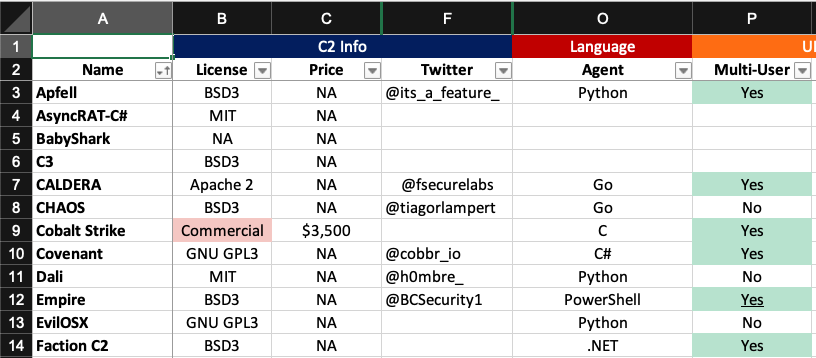 A B C F O P
1 C2 Info Language
2 Name License Price Twitter Agent Multi-User
3 Apfell BSD3 NA @its_a_feature_ Python Yes
4 AsyncRAT-C# MIT NA
5 BabyShark NA NA
6 C3 BSD3 NA
7 CALDERA Apache 2 NA @fsecurelabs Go Yes
8 CHAOS BSD3 NA @tiagorlampert Go No
9 Cobalt Strike Commercial $3,500 C Yes
10 Covenant GNU GPL3 NA @cobbr_io C# Yes
11 Dali MIT NA @h0mbre_ Python No
12 Empire BSD3 NA @BCSecurity1 PowerShell Yes
13 EvilOSX GNU GPL3 NA Python No
14 Faction C2 BSD3 NA .NET Yes